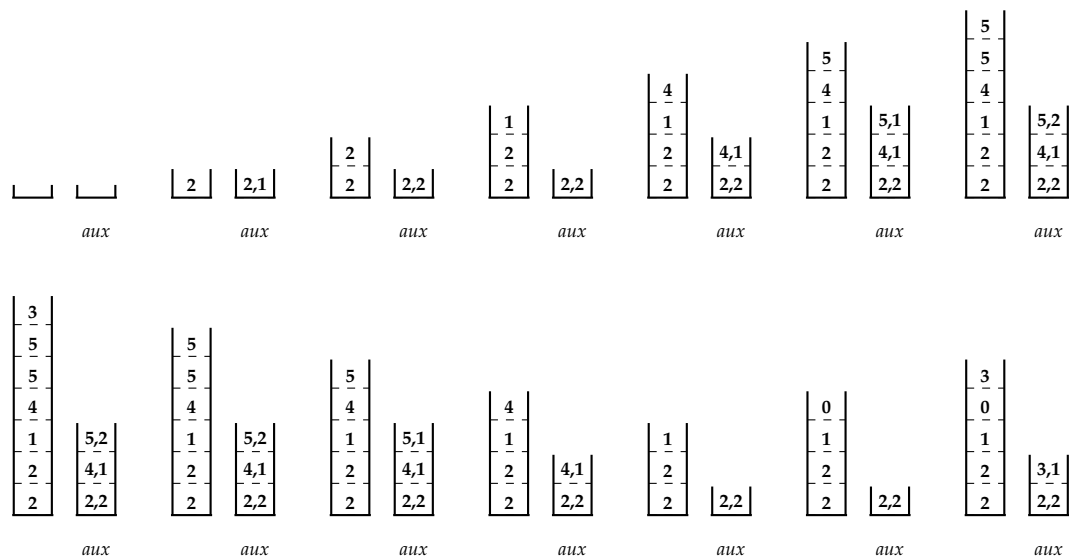 5
5 5
4 4 4
1 1 1 5,1 1 5,2
2 2 2 4,1 2 4,1 2 4,1
2 2,1 2 2,2 2 2,2 2 2,2 2 2,2 2 2,2
aux aux aux aux aux aux aux
3
5 5
5 5 5 3
4 4 4 4 0 0
1 5,2 1 5,2 1 5,1 1 1 1 1
2 4,1 2 4,1 2 4,1 2 4,1 2 2 2 3,1
2 2,2 2 2,2 2 2,2 2 2,2 2 2,2 2 2,2 2 2,2
aux aux aux aux aux aux aux